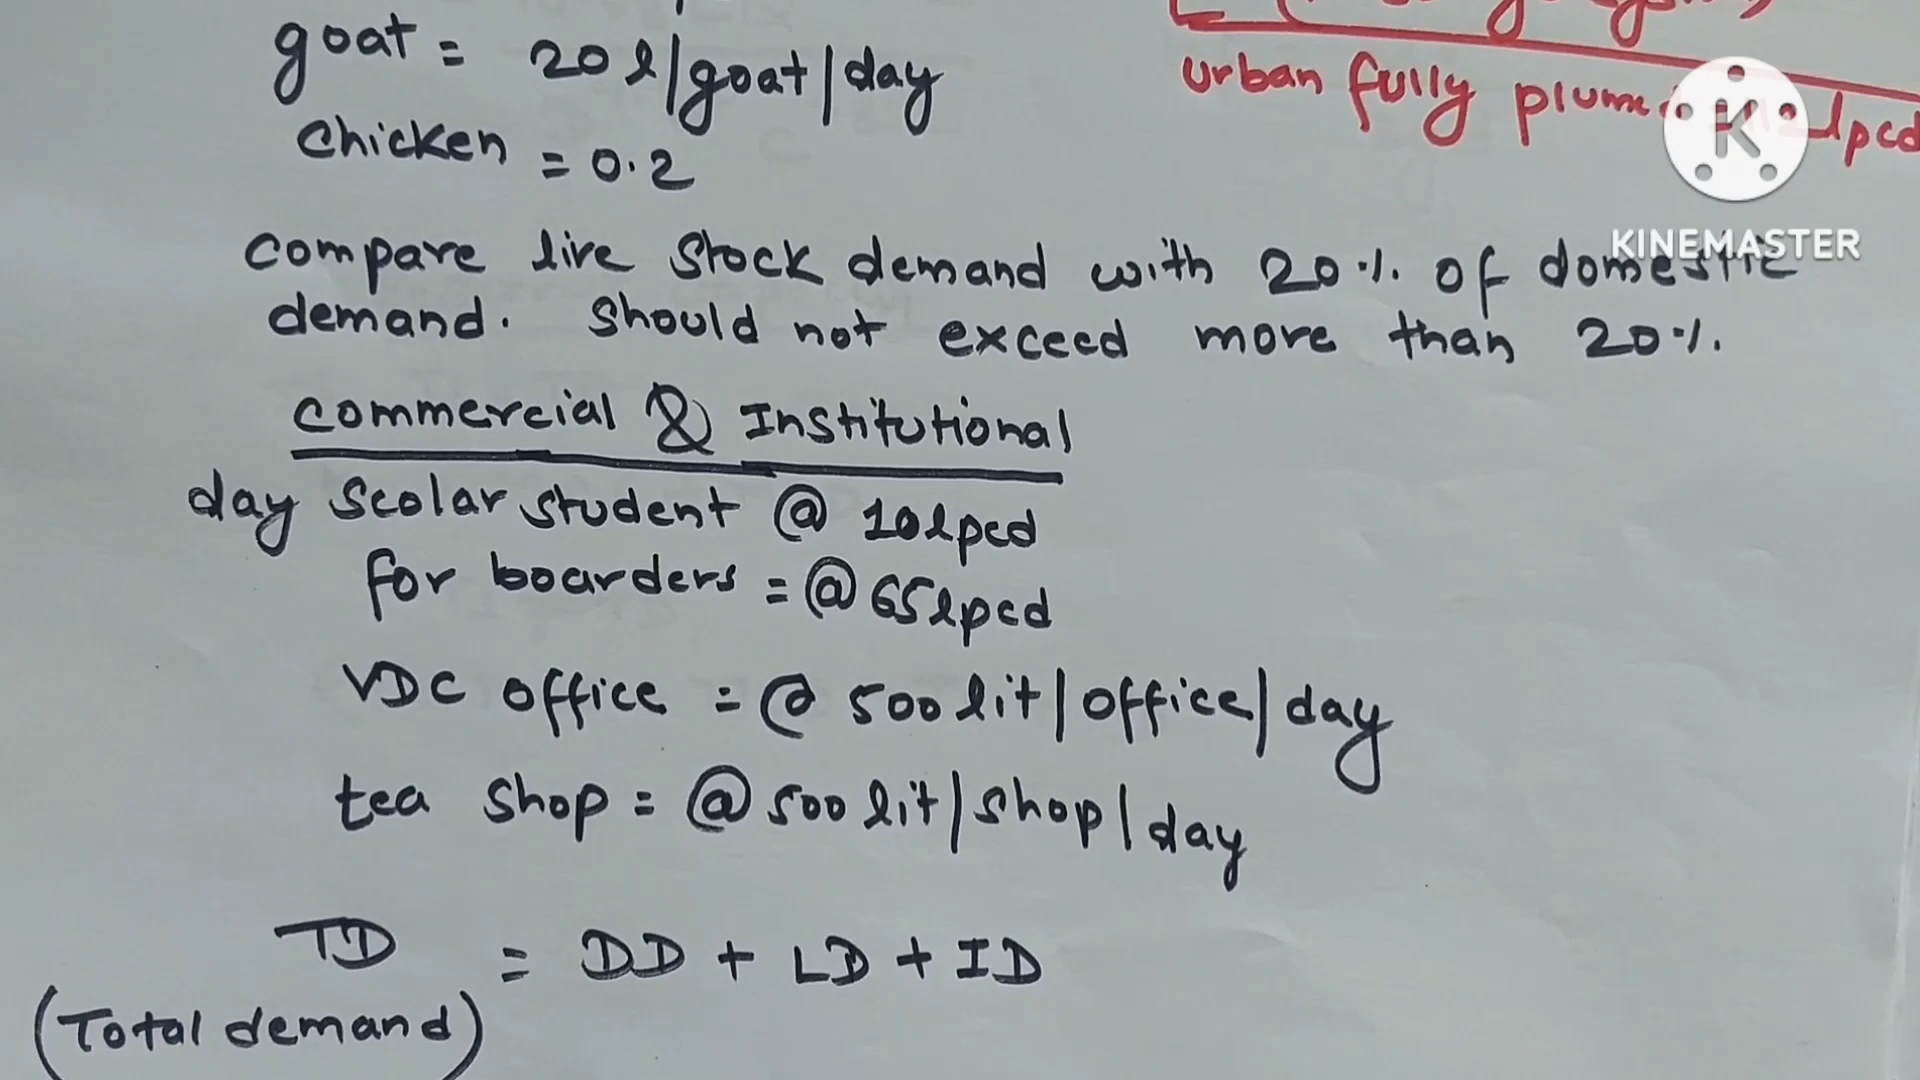 goat = 20 l/goat/day
urban fully plum lpcd
chicken = 0.2
K
KINEMASTER
compare live stock demand with 20% of domestic
demand. should not exceed more than 20%.
commercial & Institutional
day scolar student @ 10lpcd
for boarders = @ 65lpcd
VDC office = @ 500 lit/office/day
tea shop = @ 500 lit/shop/day
TD = DD + LD + ID
(Total demand)